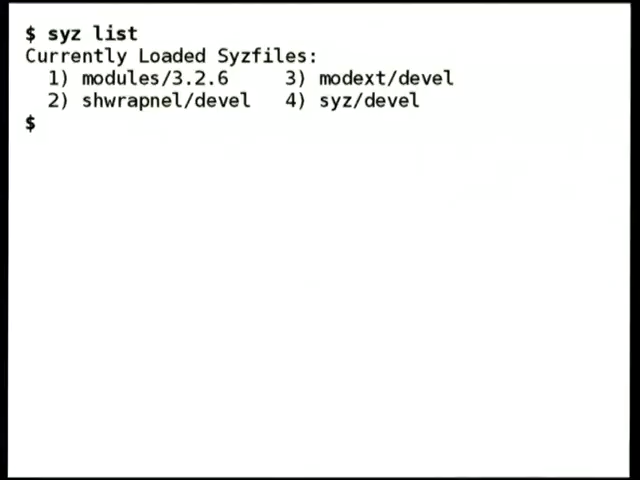 $ syz list
Currently Loaded Syzfiles:
1) modules/3.2.6 3) modext/devel
2) shwrapnel/devel 4) syz/devel
$